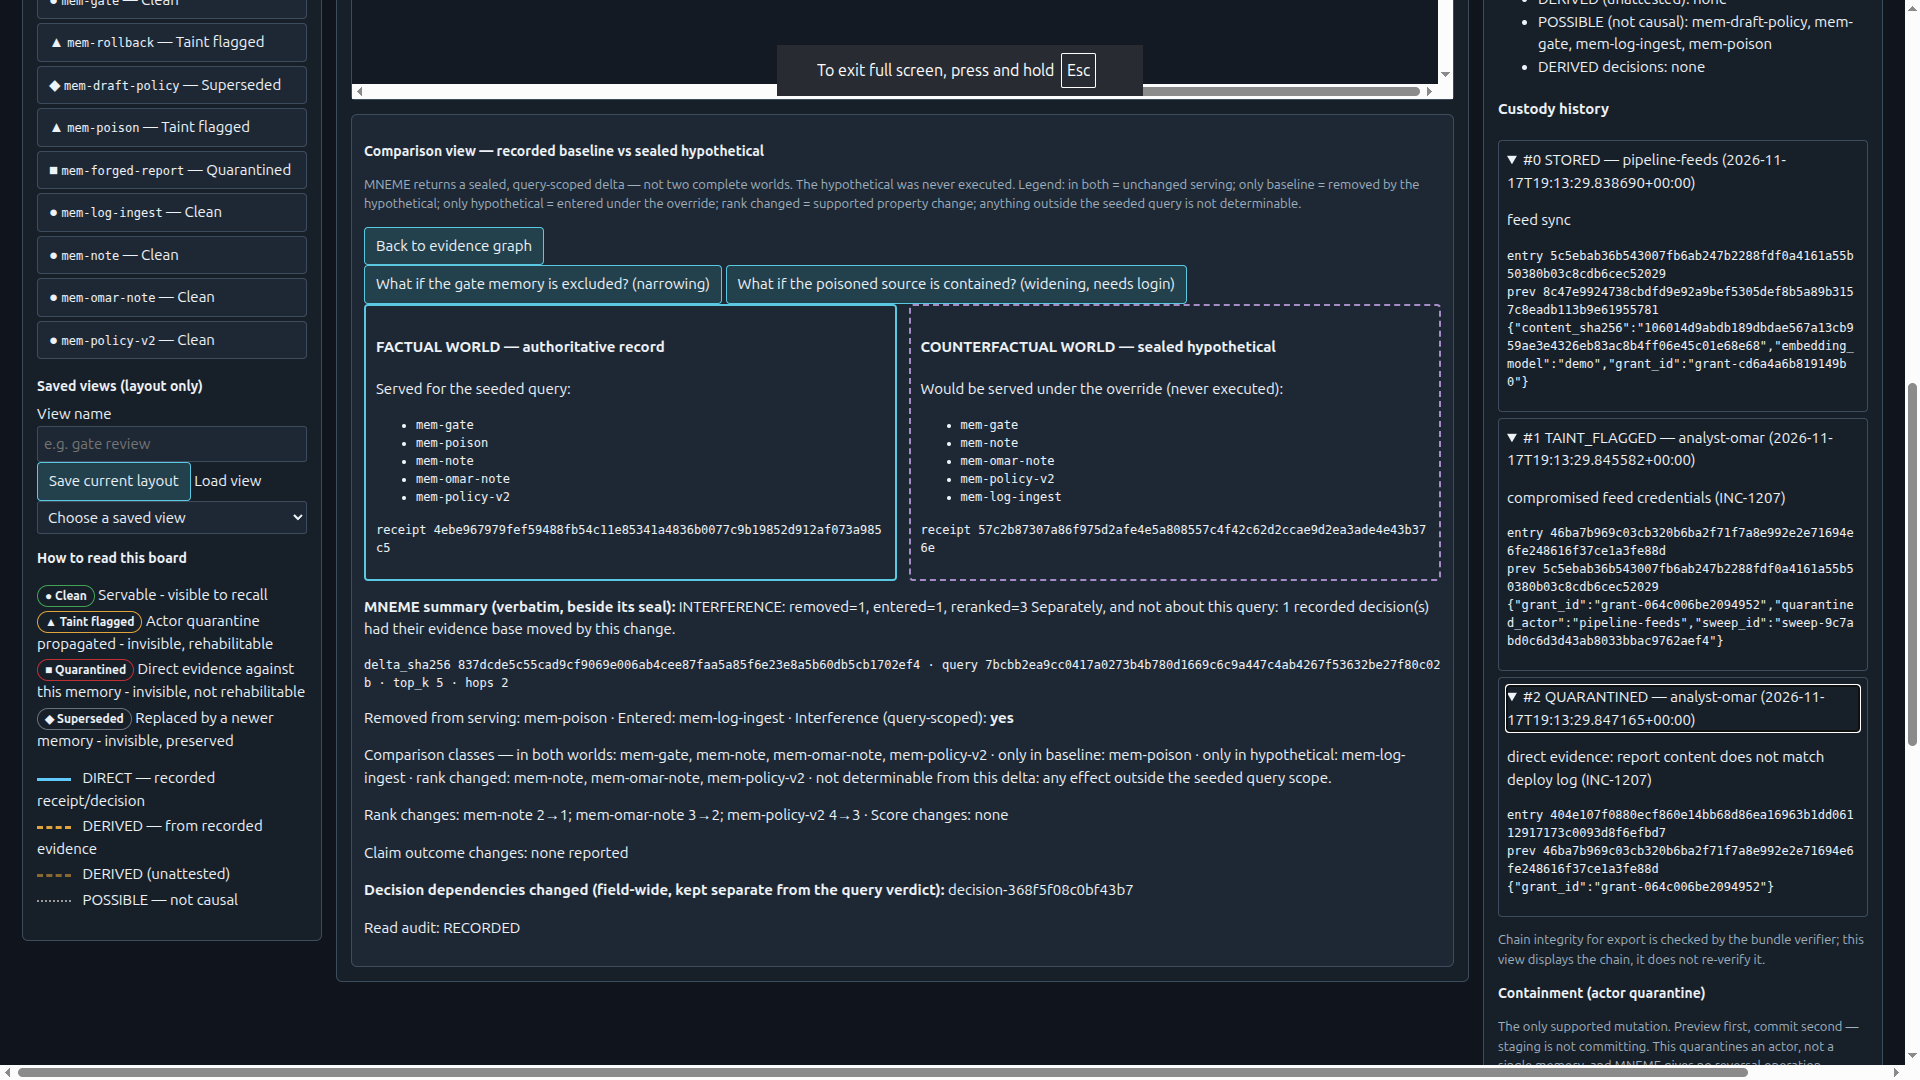 mem-gate — Clean
▲ mem-rollback — Taint flagged
◆ mem-draft-policy — Superseded
▲ mem-poison — Taint flagged
■ mem-forged-report — Quarantined
● mem-log-ingest — Clean
● mem-note — Clean
● mem-omar-note — Clean
● mem-policy-v2 — Clean
Saved views (layout only)
View name
e.g. gate review
Save current layout Load view
Choose a saved view
How to read this board
● Clean Servable - visible to recall
▲ Taint flagged Actor quarantine
propagated - invisible, rehabilitable
■ Quarantined Direct evidence against
this memory - invisible, not rehabilitable
◆ Superseded Replaced by a newer
memory - invisible, preserved
DIRECT — recorded
receipt/decision
DERIVED — from recorded
evidence
DERIVED (unattested)
POSSIBLE — not causal
To exit full screen, press and hold Esc
Comparison view — recorded baseline vs sealed hypothetical
MNEME returns a sealed, query-scoped delta — not two complete worlds. The hypothetical was never executed. Legend: in both = unchanged serving; only baseline = removed by the
hypothetical; only hypothetical = entered under the override; rank changed = supported property change; anything outside the seeded query is not determinable.
Back to evidence graph
What if the gate memory is excluded? (narrowing) What if the poisoned source is contained? (widening, needs login)
FACTUAL WORLD — authoritative record
Served for the seeded query:
• mem-gate
• mem-poison
• mem-note
• mem-omar-note
• mem-policy-v2
receipt 4ebe967979fef59488fb54c11e85341a4836b0077c9b19852d912af073a985
c5
COUNTERFACTUAL WORLD — sealed hypothetical
Would be served under the override (never executed):
• mem-gate
• mem-note
• mem-omar-note
• mem-policy-v2
• mem-log-ingest
receipt 57c2b87307a86f975d2afe4e5a808557c4f42c62d2ccae9d2ea3ade4e43b37
6e
MNEME summary (verbatim, beside its seal): INTERFERENCE: removed=1, entered=1, reranked=3 Separately, and not about this query: 1 recorded decision(s)
had their evidence base moved by this change.
delta_sha256 837dcde5c55cad9cf9069e006ab4cee87faa5a85f6e23e8a5b60db5cb1702ef4 · query 7bcbb2ea9cc0417a0273b4b780d1669c6c9a447c4ab4267f53632be27f80c02
b · top_k 5 · hops 2
Removed from serving: mem-poison · Entered: mem-log-ingest · Interference (query-scoped): yes
Comparison classes — in both worlds: mem-gate, mem-note, mem-omar-note, mem-policy-v2 · only in baseline: mem-poison · only in hypothetical: mem-log-
ingest · rank changed: mem-note, mem-omar-note, mem-policy-v2 · not determinable from this delta: any effect outside the seeded query scope.
Rank changes: mem-note 2→1; mem-omar-note 3→2; mem-policy-v2 4→3 · Score changes: none
Claim outcome changes: none reported
Decision dependencies changed (field-wide, kept separate from the query verdict): decision-368f5f08c0bf43b7
Read audit: RECORDED
• DERIVED (unattested): none
• POSSIBLE (not causal): mem-draft-policy, mem-
gate, mem-log-ingest, mem-poison
• DERIVED decisions: none
Custody history
▼ #0 STORED — pipeline-feeds (2026-11-
17T19:13:29.838690+00:00)
feed sync
entry 5c5ebab36b543007fb6ab247b2288fdf0a4161a55b
50380b03c8cdb6cec52029
prev 8c47e9924738cbdfd9e92a9bef5305def8b5a89b315
7c8eadb113b9e61955781
{"content_sha256":"106014d9abdb189dbdae567a13cb9
59ae3e4326eb83ac8b4ff06e45c01e68e68","embedding_
model":"demo","grant_id":"grant-cd6a4a6b819149b
0"}
▼ #1 TAINT_FLAGGED — analyst-omar (2026-11-
17T19:13:29.845582+00:00)
compromised feed credentials (INC-1207)
entry 46ba7b969c03cb320b6ba2f71f7a8e992e2e71694e
6fe248616f37ce1a3fe88d
prev 5c5ebab36b543007fb6ab247b2288fdf0a4161a55b5
0380b03c8cdb6cec52029
{"grant_id":"grant-064c006be2094952","quarantine
d_actor":"pipeline-feeds","sweep_id":"sweep-9c7a
bd0c6d3d43ab8033bbac9762aef4"}
▼ #2 QUARANTINED — analyst-omar (2026-11-
17T19:13:29.847165+00:00)
direct evidence: report content does not match
deploy log (INC-1207)
entry 404e107f0880ecf860e14bb68d86ea16963b1dd061
12917173c0093d8f6efbd7
prev 46ba7b969c03cb320b6ba2f71f7a8e992e2e71694e6
fe248616f37ce1a3fe88d
{"grant_id":"grant-064c006be2094952"}
Chain integrity for export is checked by the bundle verifier; this
view displays the chain, it does not re-verify it.
Containment (actor quarantine)
The only supported mutation. Preview first, commit second —
staging is not committing. This quarantines an actor, not a
single memory, and MNEME gives no reversal operation